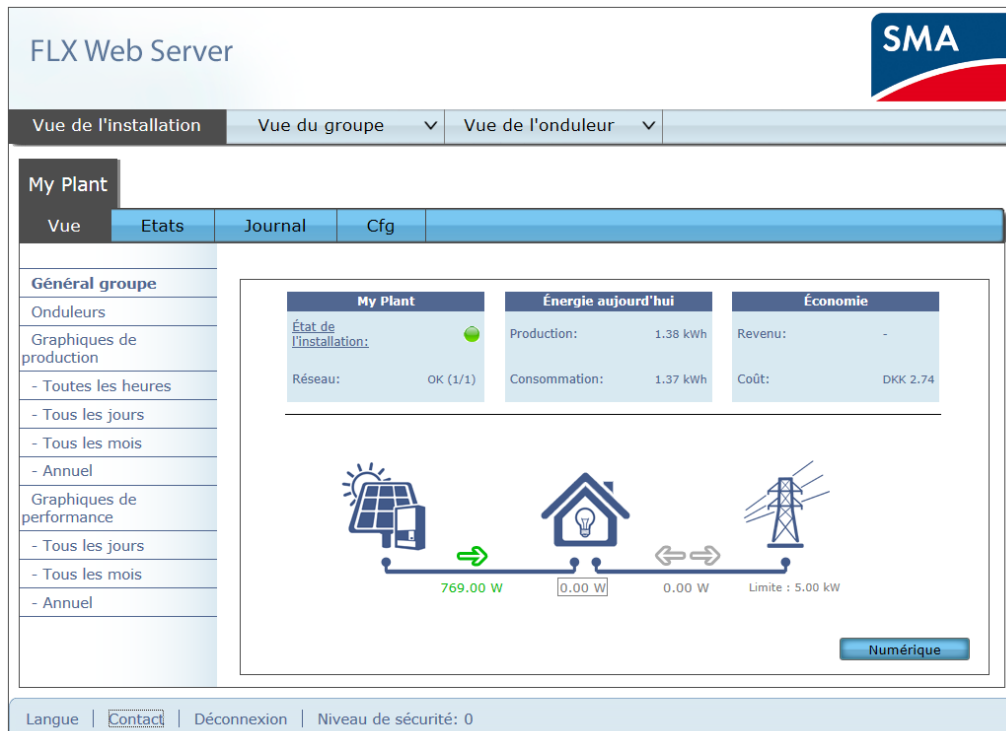 FLX Web Server
SMA
Vue de l'installation
Vue du groupe
Vue de l'onduleur
My Plant
Vue
Etats
Journal
Cfg
Général groupe
Onduleurs
Graphiques de
production
- Toutes les heures
- Tous les jours
- Tous les mois
- Annuel
Graphiques de
performance
- Tous les jours
- Tous les mois
- Annuel
My Plant
État de
l'installation:
Réseau: OK (1/1)
Énergie aujourd'hui
Production: 1.38 kWh
Consommation: 1.37 kWh
Économie
Revenu: -
Coût: DKK 2.74
769.00 W
0.00 W
0.00 W
Limite : 5.00 kW
Numérique
Langue | Contact | Déconnexion | Niveau de sécurité: 0